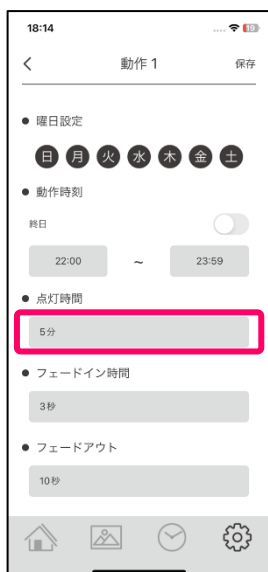 18:14
19
動作 1
保存
曜日設定
日 月 火 水 木 金 土
動作時刻
終日
22:00 ~ 23:59
点灯時間
5分
フェードイン時間
3秒
フェードアウト
10秒